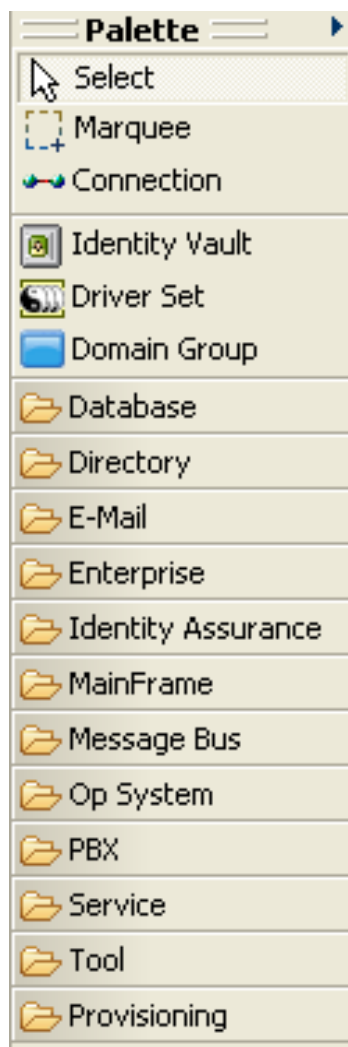 Palette
Select
Marquee
Connection
Identity Vault
Driver Set
Domain Group
Database
Directory
E-Mail
Enterprise
Identity Assurance
MainFrame
Message Bus
Op System
PBX
Service
Tool
Provisioning